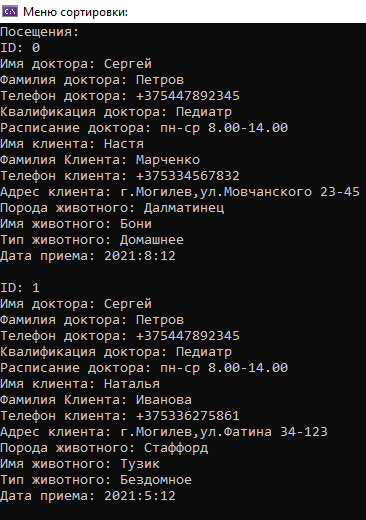 Меню сортировки:
Посещения:
ID: 0
Имя доктора: Сергей
Фамилия доктора: Петров
Телефон доктора: +375447892345
Квалификация доктора: Педиатр
Расписание доктора: пн-ср 8.00-14.00
Имя клиента: Настя
Фамилия Клиента: Марченко
Телефон клиента: +375334567832
Адрес клиента: г.Могилев,ул.Мовчанского 23-45
Порода животного: Далматинец
Имя животного: Бони
Тип животного: Домашнее
Дата приема: 2021:8:12
ID: 1
Имя доктора: Сергей
Фамилия доктора: Петров
Телефон доктора: +375447892345
Квалификация доктора: Педиатр
Расписание доктора: пн-ср 8.00-14.00
Имя клиента: Наталья
Фамилия Клиента: Иванова
Телефон клиента: +375336275861
Адрес клиента: г.Могилев,ул.Фатина 34-123
Порода животного: Стаффорд
Имя животного: Тузик
Тип животного: Бездомное
Дата приема: 2021:5:12